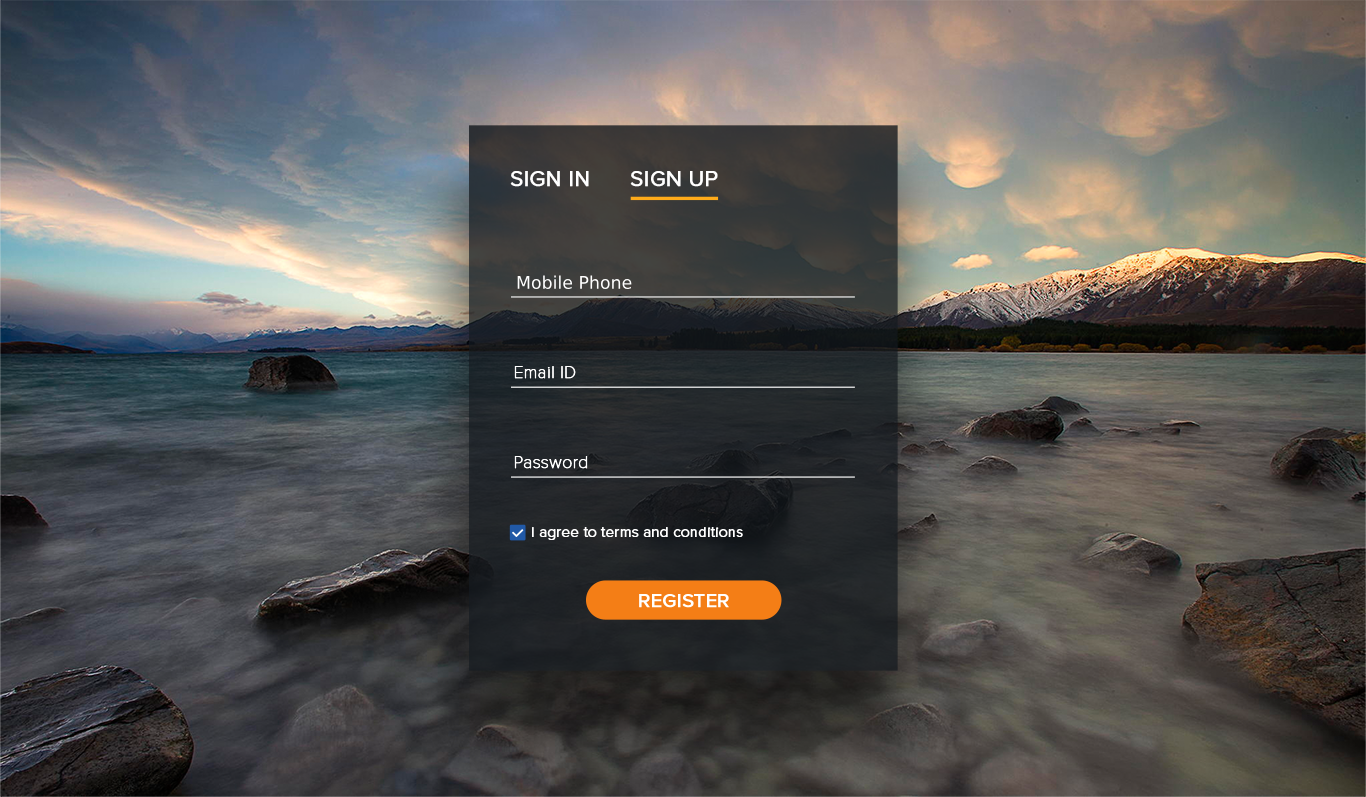 SIGN IN SIGN UP
Mobile Phone
Email ID
Password
I agree to terms and conditions
REGISTER